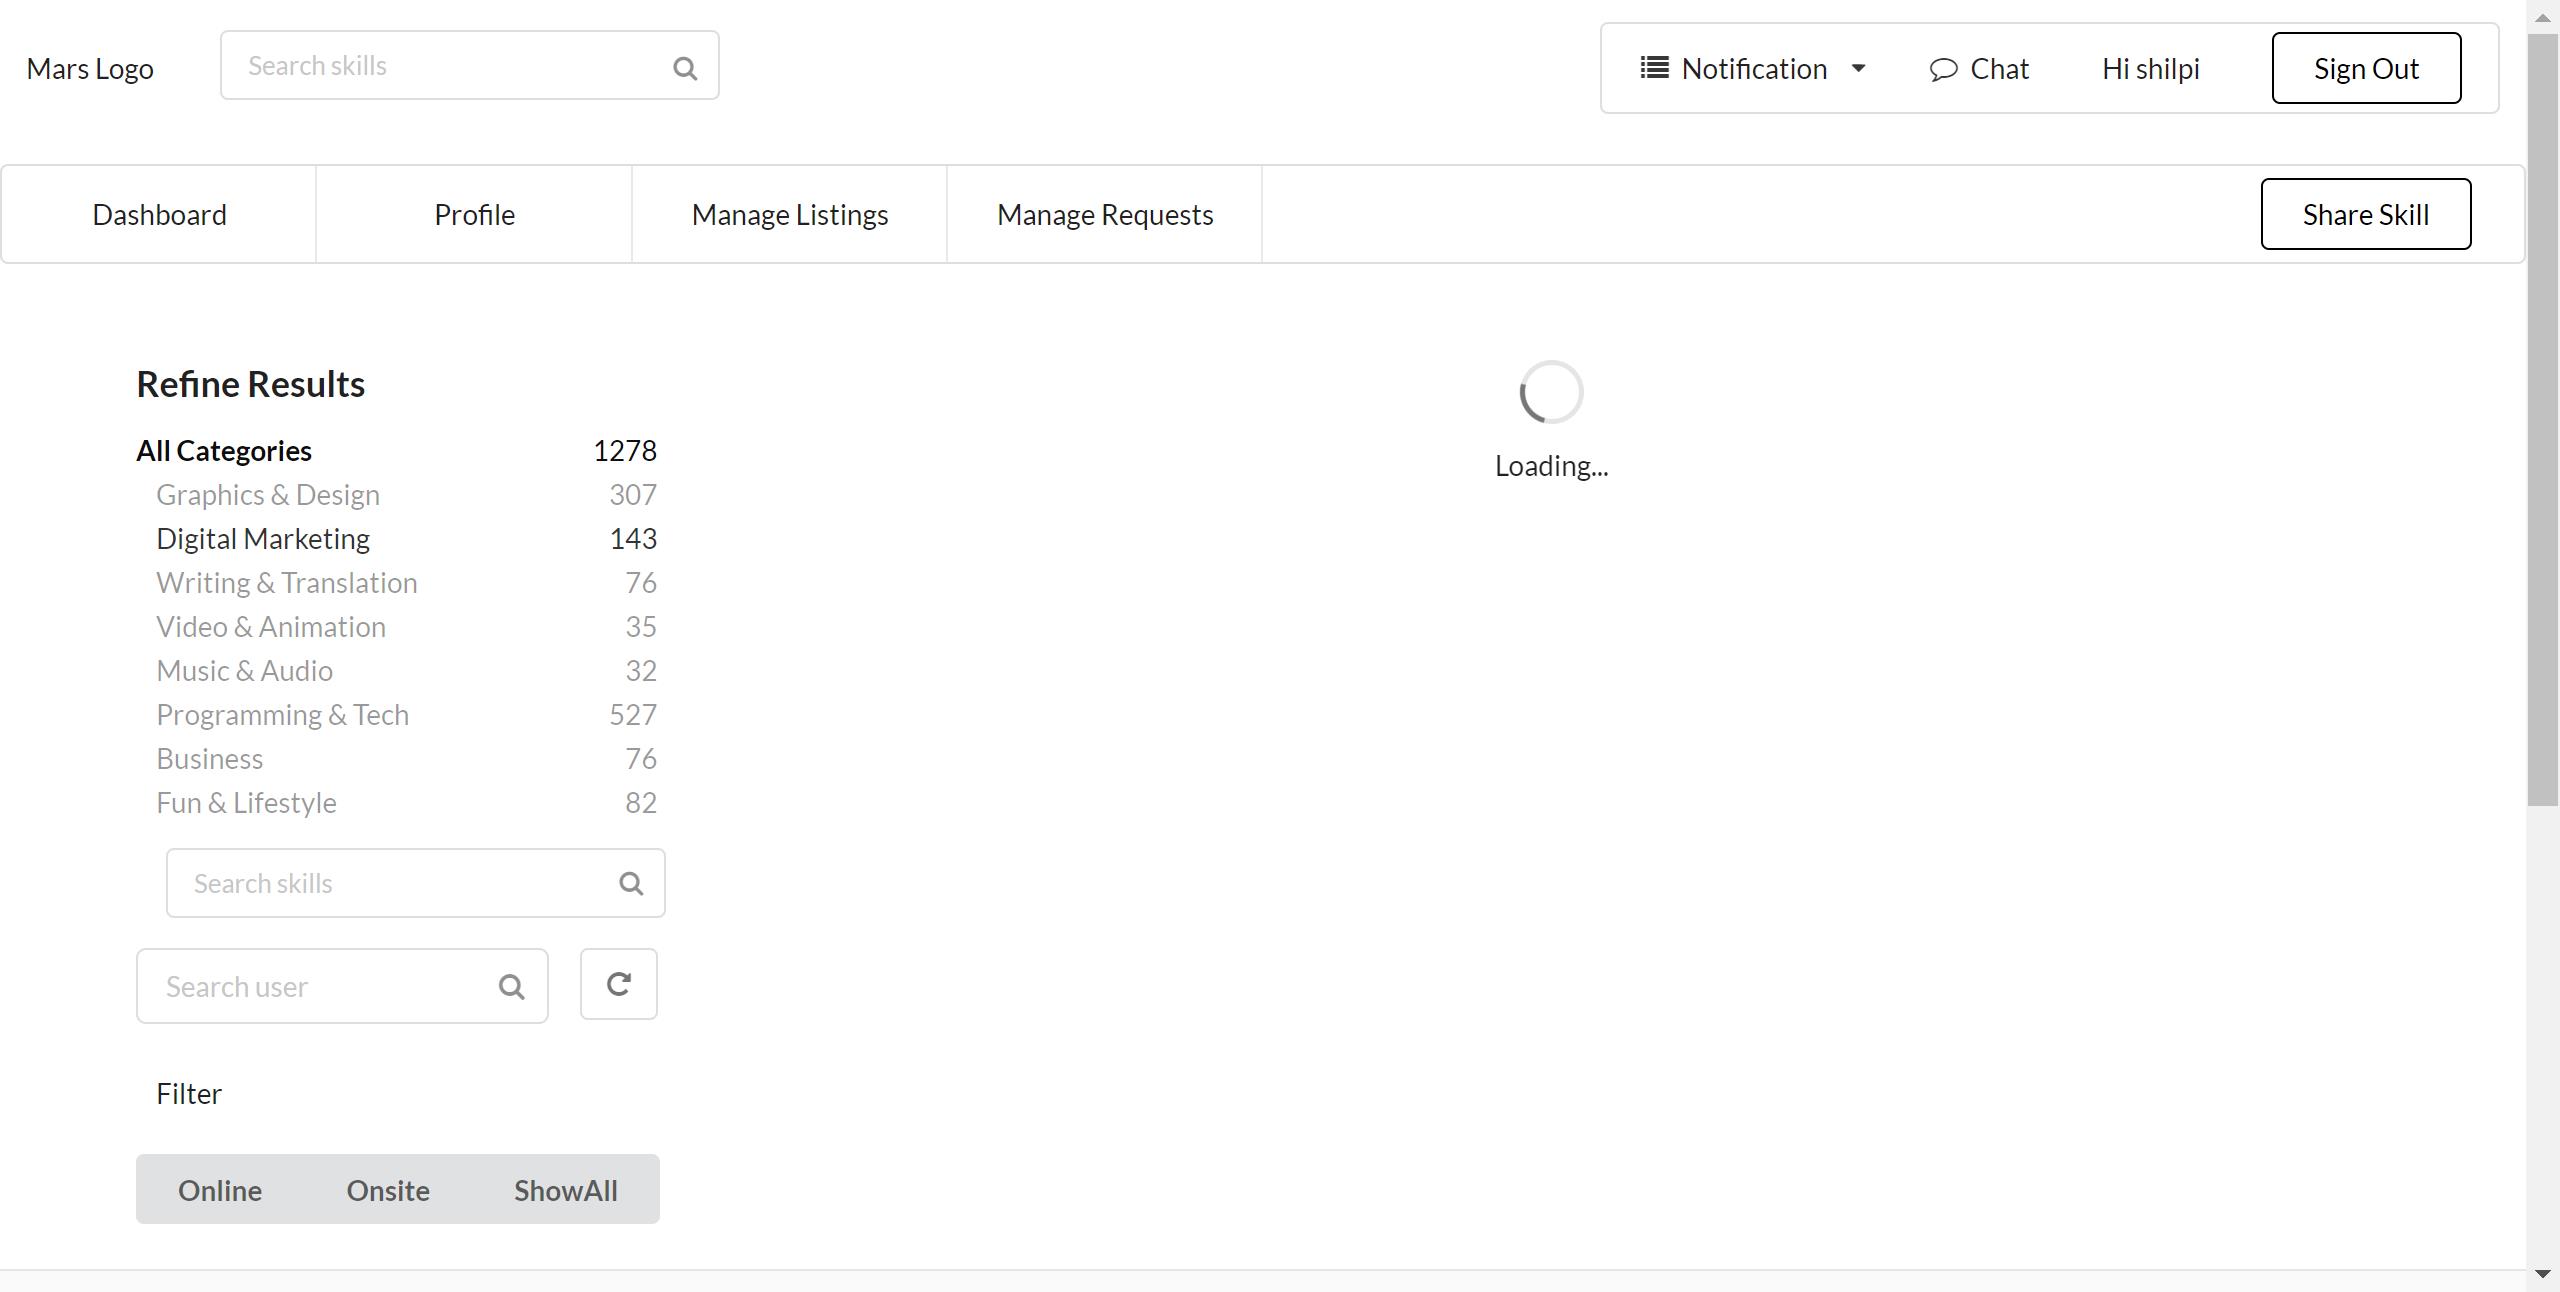 Mars Logo
Search skills
Notification
Chat
Hi shilpi
Sign Out
Dashboard
Profile
Manage Listings
Manage Requests
Share Skill
Refine Results
All Categories 1278
Graphics & Design 307
Digital Marketing 143
Writing & Translation 76
Video & Animation 35
Music & Audio 32
Programming & Tech 527
Business 76
Fun & Lifestyle 82
Search skills
Search user
Filter
Online Onsite ShowAll
Loading...